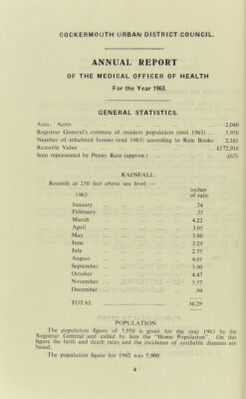 COCKERMOUTH URBAN DISTRICT COUNCIL.
ANNUAL REPORT
OF THE MEDICAL OFFICER OF HEALTH
For the Year 1963.
GENERAL STATISTICS.
Area: Acres ... 2,040
Registrar General's estimate of resident population (mid 1963) ... 5,950
Number of inhabited houses (end 1963) according to Rate Books 2,161
Rateable Value ... £172,918
Sum represented by Penny Rate (approx.) ... £675
RAINFALL.
Records at 250 feet above sea level:—
1963. inches of rain.
January .74
February .35
March 4.22
April 3.05
May 3.00
June 3.29
July 2.77
August 4.01
September 3.90
October 4.47
November 5.57
December .94
TOTAL 36.29
POPULATION.
The population figure of 5,950 is given for the year 1963 by the
Registrar General and called by him the "Home Population". On this
figure the birth and death rates and the incidence of notifiable diseases are
based.
The population figure for 1962 was 5,900.
6